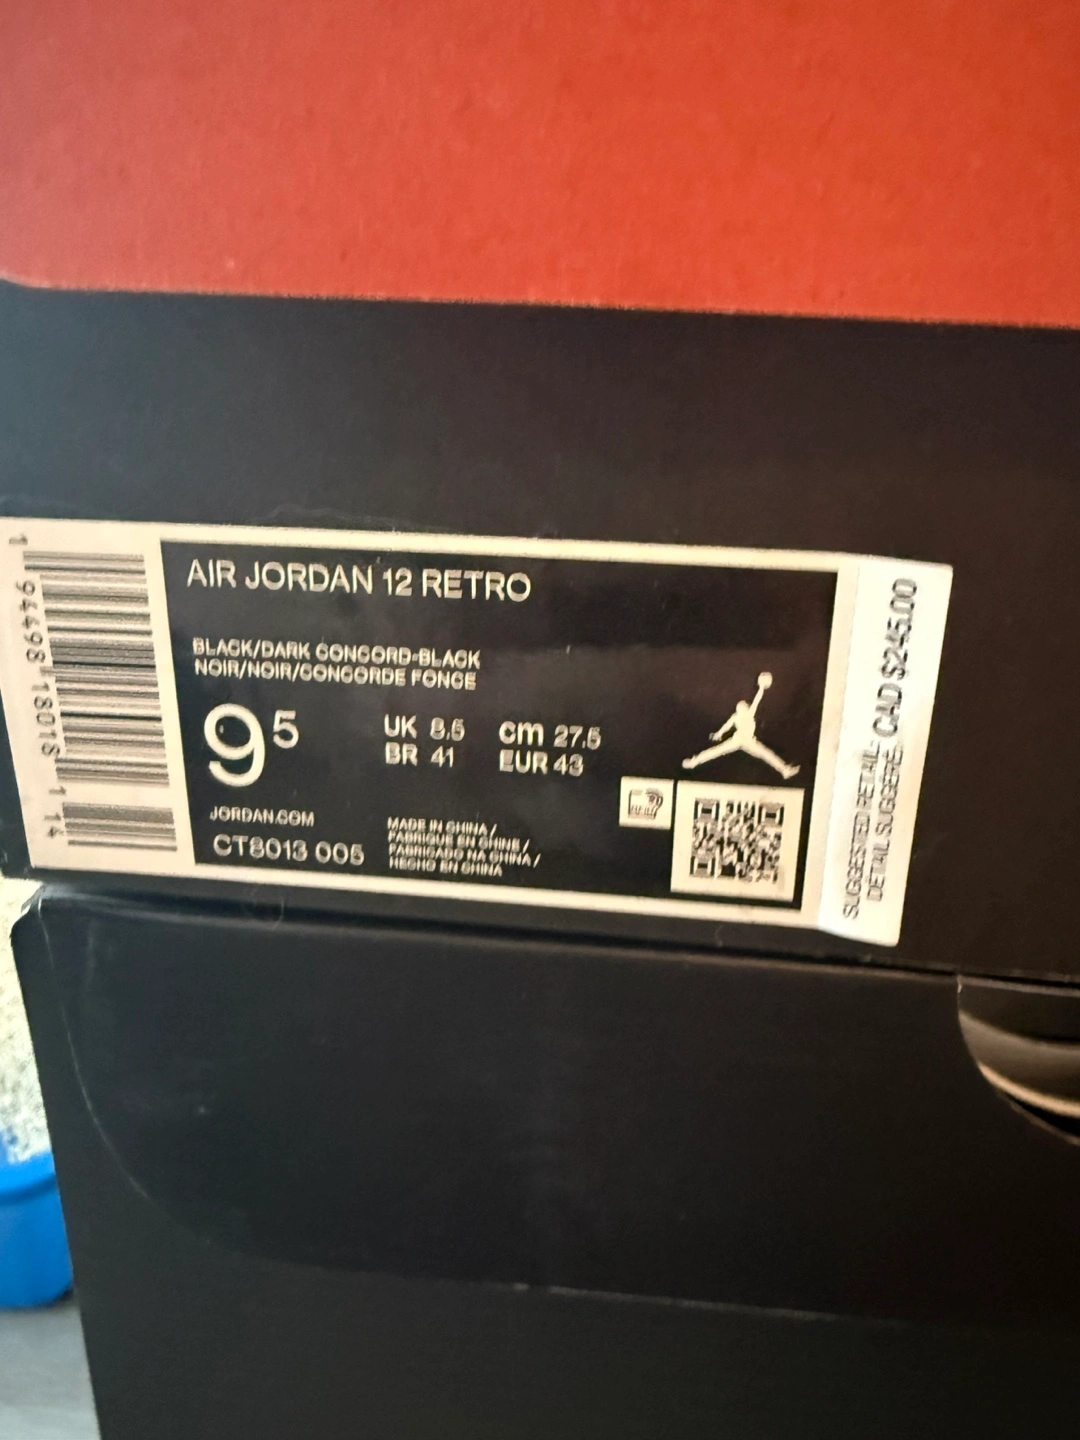 AIR JORDAN 12 RETRO
BLACK/DARK CONCORD-BLACK
NOIR/NOIR/CONCORDE FONCE
9 5
UK 8.5 cm 27.5
BR 41 EUR 43
JORDAN.COM
CT8013 005
MADE IN CHINA /
FABRIQUE EN CHINE /
FABRICADO NA CHINA /
HECHO EN CHINA
1 94498 18018 1 14
SUGGESTED RETAIL:
DETAIL SUGGERE: CAD $245.00